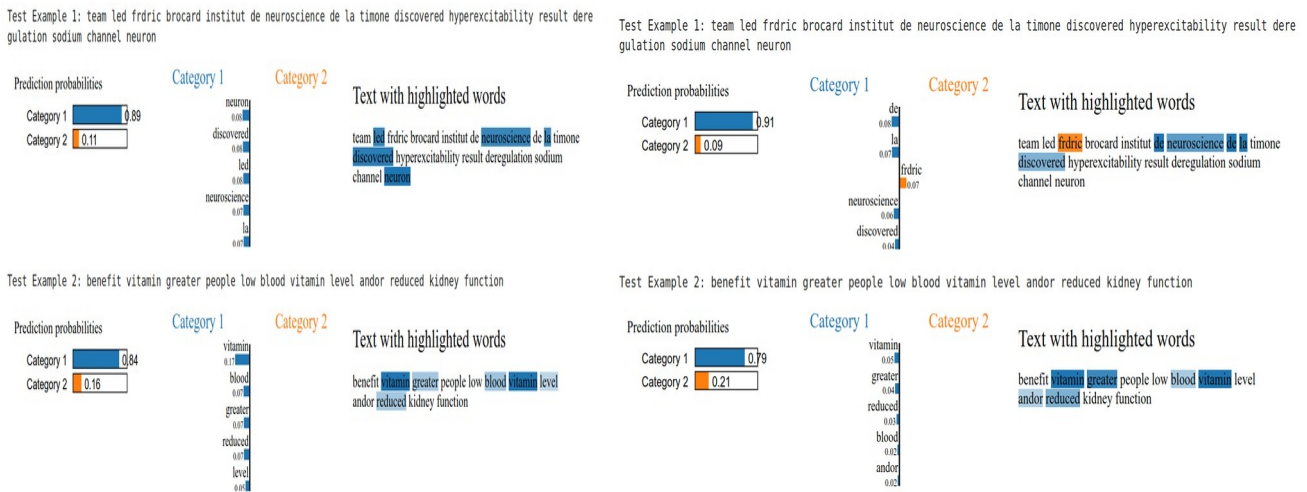 Test Example 1: team led frdric brocard institut de neuroscience de la timone discovered hyperexcitability result dere
gulation sodium channel neuron
Prediction probabilities
Category 1 0.89
Category 2 0.11
Category 1 Category 2
neuron
0.08
discovered
0.08
led
0.08
neuroscience
0.07
la
0.07
Text with highlighted words
team led frdric brocard institut de neuroscience de la timone
discovered hyperexcitability result deregulation sodium
channel neuron
Test Example 1: team led frdric brocard institut de neuroscience de la timone discovered hyperexcitability result dere
gulation sodium channel neuron
Prediction probabilities
Category 1 0.91
Category 2 0.09
Category 1 Category 2
de
0.08
la
0.07
frdric
0.07
neuroscience
0.06
discovered
0.04
Text with highlighted words
team led frdric brocard institut de neuroscience de la timone
discovered hyperexcitability result deregulation sodium
channel neuron
Test Example 2: benefit vitamin greater people low blood vitamin level andor reduced kidney function
Prediction probabilities
Category 1 0.84
Category 2 0.16
Category 1 Category 2
vitamin
0.17
blood
0.07
greater
0.07
reduced
0.07
level
0.05
Text with highlighted words
benefit vitamin greater people low blood vitamin level
andor reduced kidney function
Test Example 2: benefit vitamin greater people low blood vitamin level andor reduced kidney function
Prediction probabilities
Category 1 0.79
Category 2 0.21
Category 1 Category 2
vitamin
0.05
greater
0.04
reduced
0.03
blood
0.02
andor
0.02
Text with highlighted words
benefit vitamin greater people low blood vitamin level
andor reduced kidney function